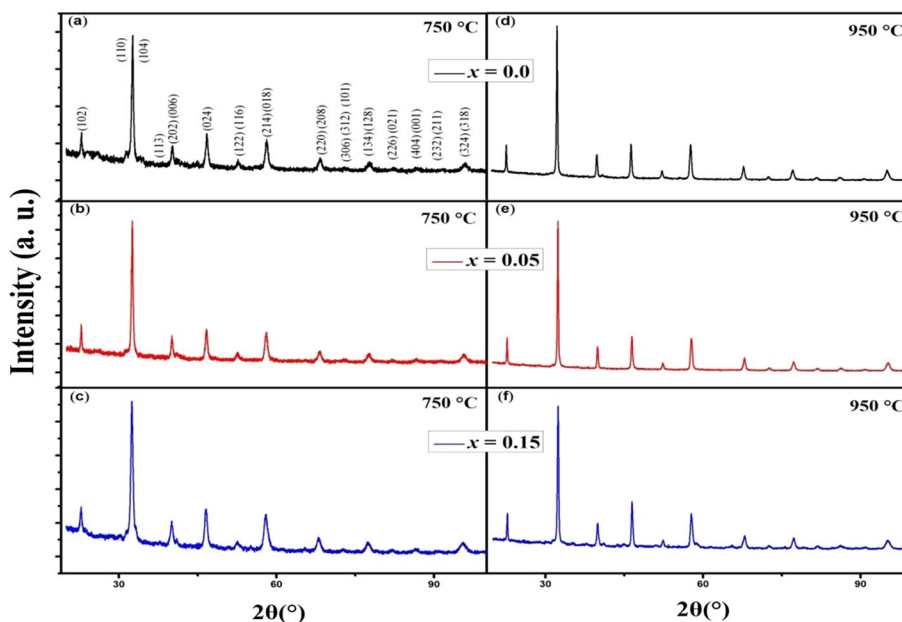 (a)
750 °C
(d)
950 °C
x = 0.0
(102)
(110)
(104)
(113)
(202) (006)
(024)
(122) (116)
(214) (018)
(220) (208)
(306) (312) (101)
(134) (128)
(226) (021)
(404) (001)
(232) (211)
(324) (318)
(b)
750 °C
(e)
950 °C
x = 0.05
(c)
750 °C
(f)
950 °C
x = 0.15
Intensity (a. u.)
30
60
90
30
60
90
2θ(°)
2θ(°)